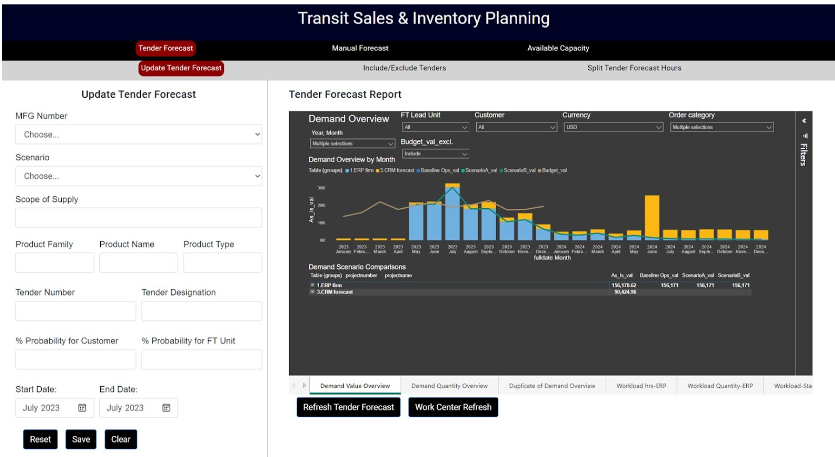 Transit Sales & Inventory Planning
Tender Forecast Manual Forecast Available Capacity
Update Tender Forecast Include/Exclude Tenders Split Tender Forecast Hours
Update Tender Forecast
MFG Number
Choose...
Scenario
Choose...
Scope of Supply
Product Family Product Name Product Type
Tender Number Tender Designation
% Probability for Customer % Probability for FT Unit
Start Date: End Date:
July 2023 July 2023
Reset Save Clear
Tender Forecast Report
Demand Overview FT Lead Unit Customer Currency Order category
All All USD Multiple selections
Year, Month Budget_val_excl.
Multiple selections Include
Filters
Demand Overview by Month
Table (groups) 1.ERP firm 3.CRM forecast Baseline Ops_val ScenarioA_val ScenarioB_val Budget_val
As_Is_val
30K
20K
10K
0K
2023 2023 2023 2023 2023 2023 2023 2023 2023 2023 2023 2023 2024 2024 2024 2024 2024 2024 2024 2024 2024 2024 2024 2024
January Febru... March April May June July August Septe... October Nove... Dece... January Febru... March April May June July August Septe... October Nove... Dece...
fulldate Month
Demand Scenario Comparisons
Table (groups) projectnumber projectname As_Is_val Baseline Ops_val ScenarioA_val ScenarioB_val
1.ERP firm 156,170.62 156,171 156,171 156,171
3.CRM forecast 90,424.96
Demand Value Overview Demand Quantity Overview Duplicate of Demand Overview Workload hrs-ERP Workload Quantity-ERP Workload-Sta
Refresh Tender Forecast Work Center Refresh